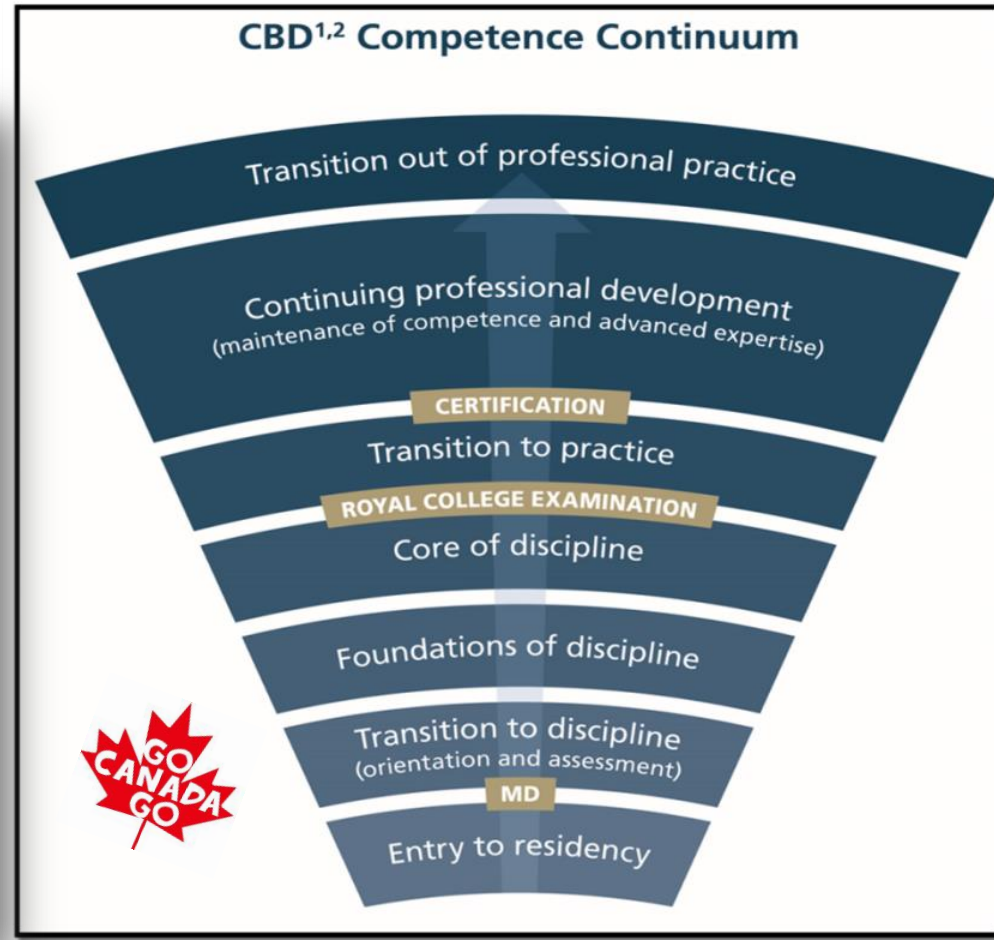 CBD1,2 Competence Continuum
Transition out of professional practice
Continuing professional development
(maintenance of competence and advanced expertise)
CERTIFICATION
Transition to practice
ROYAL COLLEGE EXAMINATION
Core of discipline
Foundations of discipline
Transition to discipline
(orientation and assessment)
MD
Entry to residency
GO
CANADA
GO